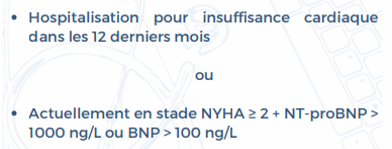 • Hospitalisation pour insuffisance cardiaque
dans les 12 derniers mois
ou
• Actuellement en stade NYHA ≥ 2 + NT-proBNP >
1000 ng/L ou BNP > 100 ng/L